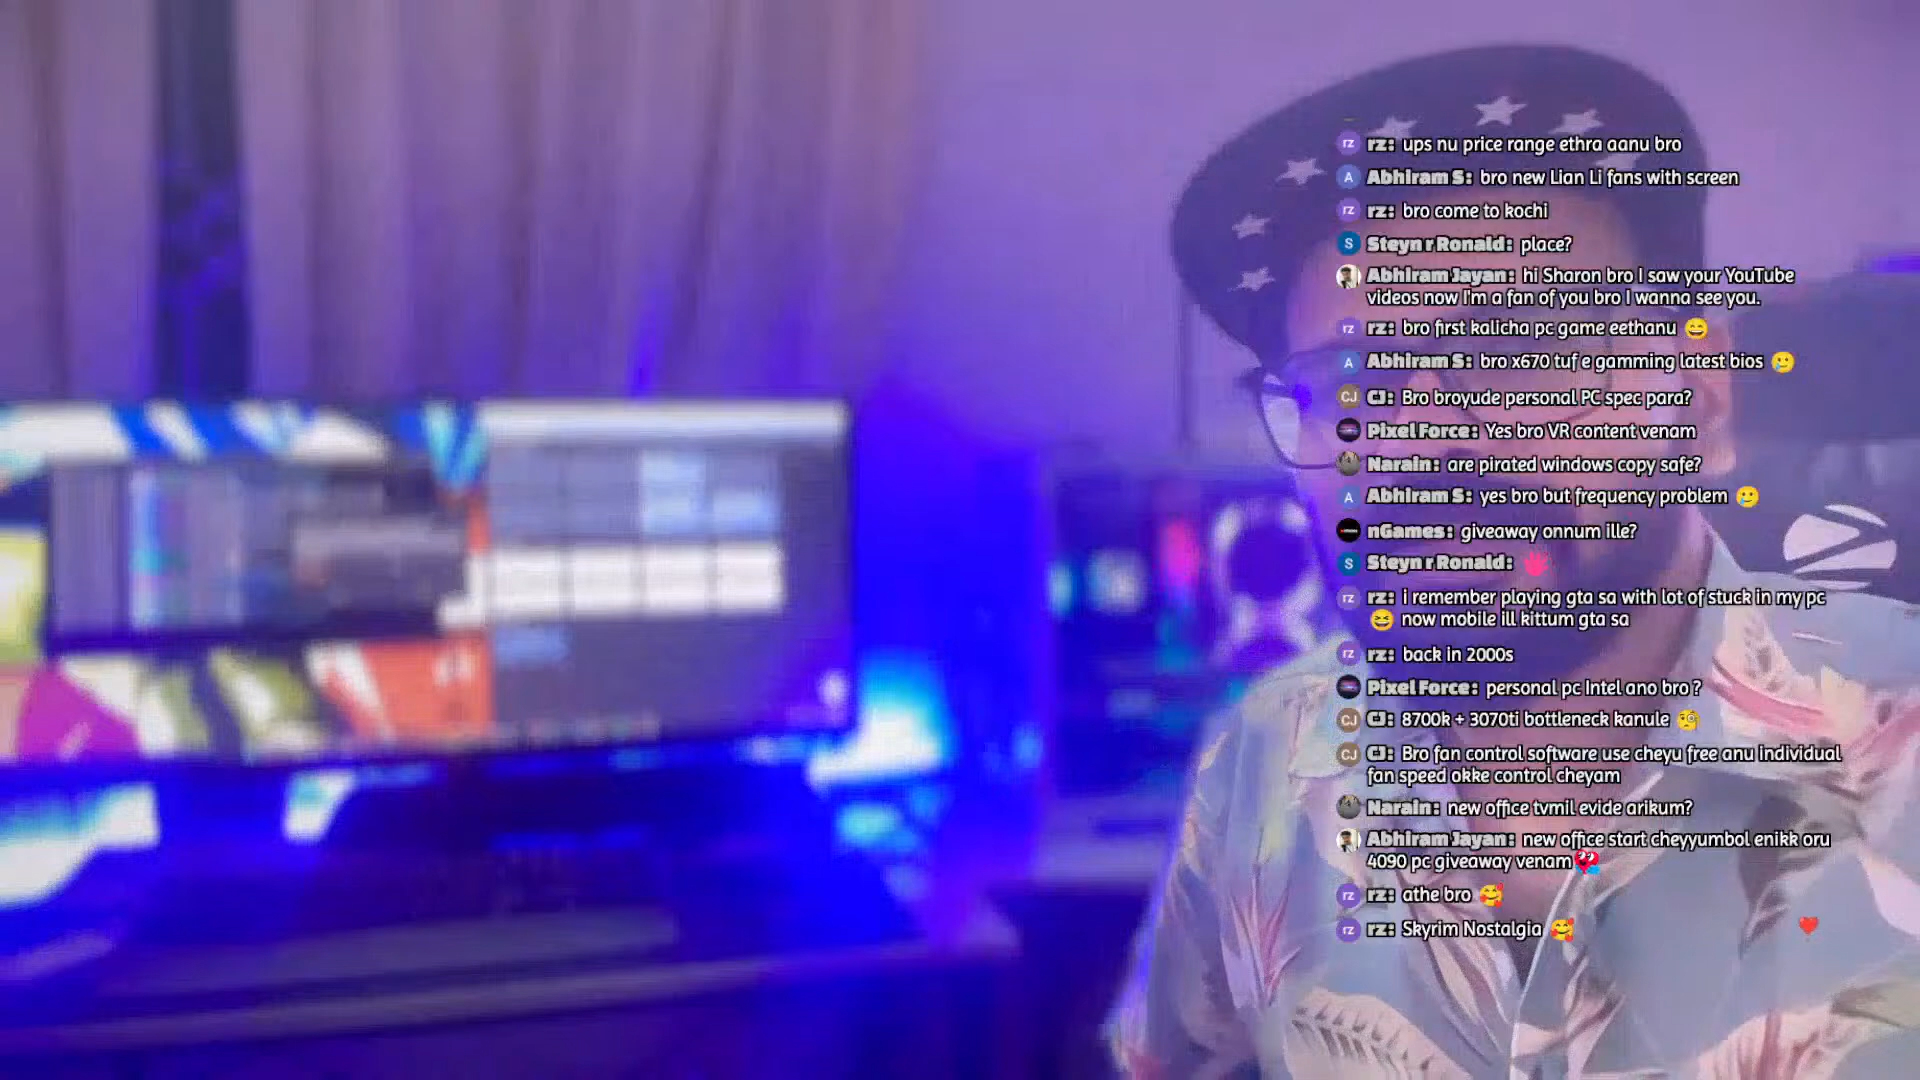 rz: ups nu price range ethra aanu bro
Abhiram S: bro new Lian Li fans with screen
rz: bro come to kochi
Steyn r Ronald: place?
Abhiram Jayan: hi Sharon bro I saw your YouTube
videos now I'm a fan of you bro I wanna see you.
rz: bro first kalicha pc game eethanu 😄
Abhiram S: bro x670 tuf e gamming latest bios 🥲
CJ: Bro broyude personal PC spec para?
Pixel Force: Yes bro VR content venam
Narain: are pirated windows copy safe?
Abhiram S: yes bro but frequency problem 🥲
nGames: giveaway onnum ille?
Steyn r Ronald:
rz: i remember playing gta sa with lot of stuck in my pc
😆 now mobile ill kittum gta sa
rz: back in 2000s
Pixel Force: personal pc Intel ano bro ?
CJ: 8700k + 3070ti bottleneck kanule 🧐
CJ: Bro fan control software use cheyu free anu individual
fan speed okke control cheyam
Narain: new office tvmil evide arikum?
Abhiram Jayan: new office start cheyyumbol enikk oru
4090 pc giveaway venam
rz: athe bro 🥰
rz: Skyrim Nostalgia 🥰